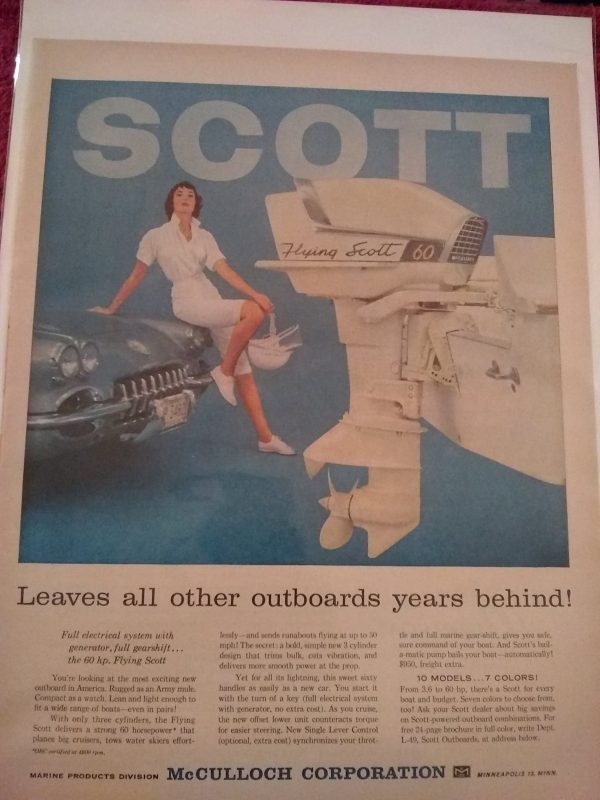 SCOTT
Flying Scott 60
Leaves all other outboards years behind!
Full electrical system with
generator, full gearshift...
the 60 hp. Flying Scott
You're looking at the most exciting new
outboard in America. Rugged as an Army mule.
Compact as a watch. Lean and light enough to
fit a wide range of boats—even in pairs!
With only three cylinders, the Flying
Scott delivers a strong 60 horsepower* that
planes big cruisers, tows water skiers effort-
*OBC certified at 4800 rpm.
lessly—and sends runabouts flying at up to 50
mph! The secret: a bold, simple new 3 cylinder
design that trims bulk, cuts vibration, and
delivers more smooth power at the prop.
Yet for all its lightning, this sweet sixty
handles as easily as a new car. You start it
with the turn of a key (full electrical system
with generator, no extra cost). As you cruise,
the new offset lower unit counteracts torque
for easier steering. New Single Lever Control
(optional, extra cost) synchronizes your throt-
tle and full marine gear-shift, gives you safe,
sure command of your boat. And Scott's bail-
a-matic pump bails your boat—automatically!
$950, freight extra.
10 MODELS...7 COLORS!
From 3.6 to 60 hp, there's a Scott for every
boat and budget. Seven colors to choose from,
too! Ask your Scott dealer about big savings
on Scott-powered outboard combinations. For
free 24-page brochure in full color, write Dept.
L-49, Scott Outboards, at address below.
MARINE PRODUCTS DIVISION McCULLOCH CORPORATION MINNEAPOLIS 13, MINN.